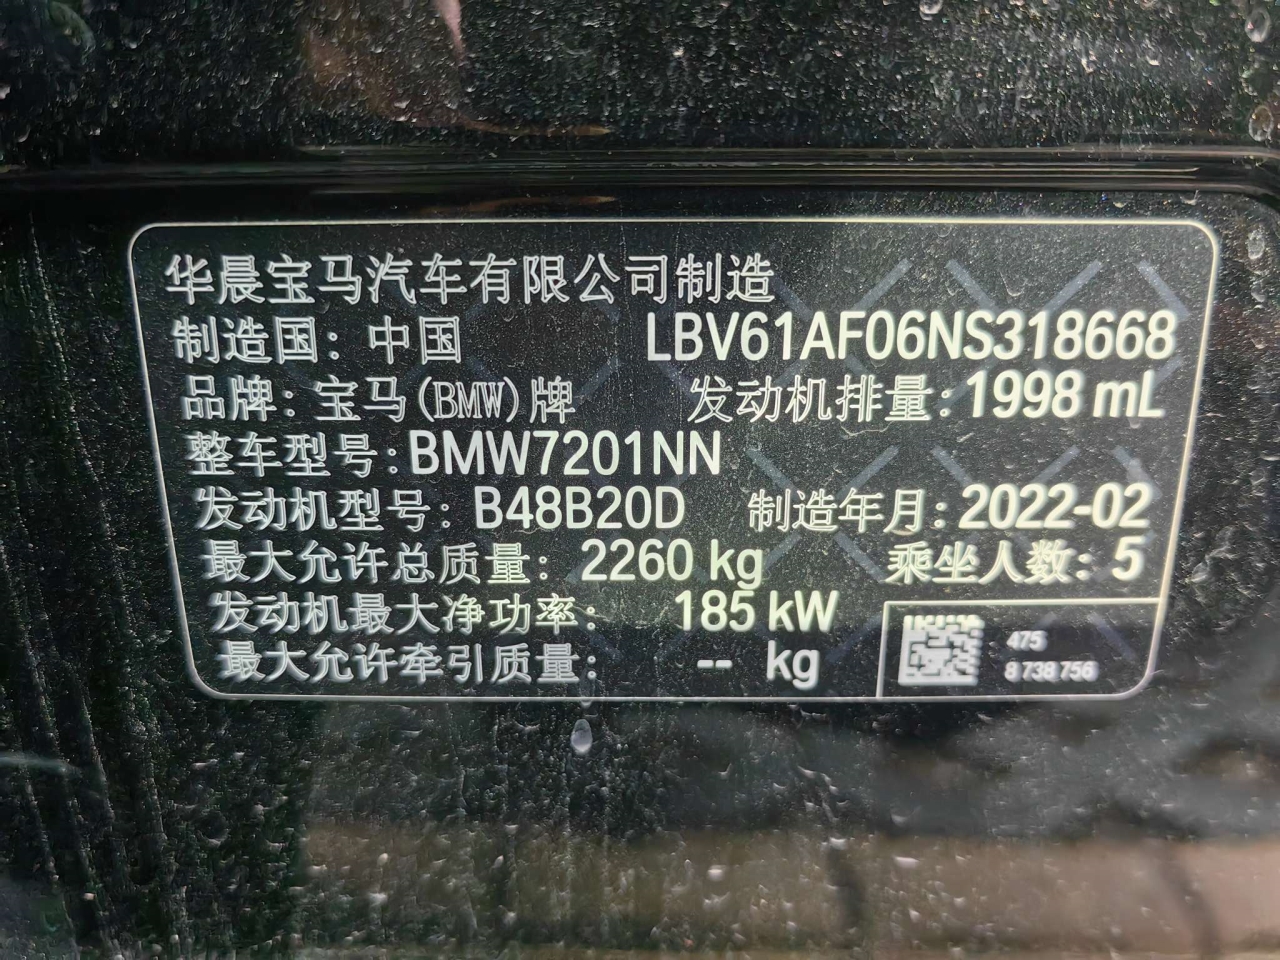 华晨宝马汽车有限公司制造
制造国：中国 LBV61AF06NS318668
品牌：宝马(BMW)牌 发动机排量：1998 mL
整车型号：BMW7201NN
发动机型号：B48B20D 制造年月：2022-02
最大允许总质量：2260 kg 乘坐人数：5
发动机最大净功率：185 kW
最大允许牵引质量：-- kg
475
8 738 756